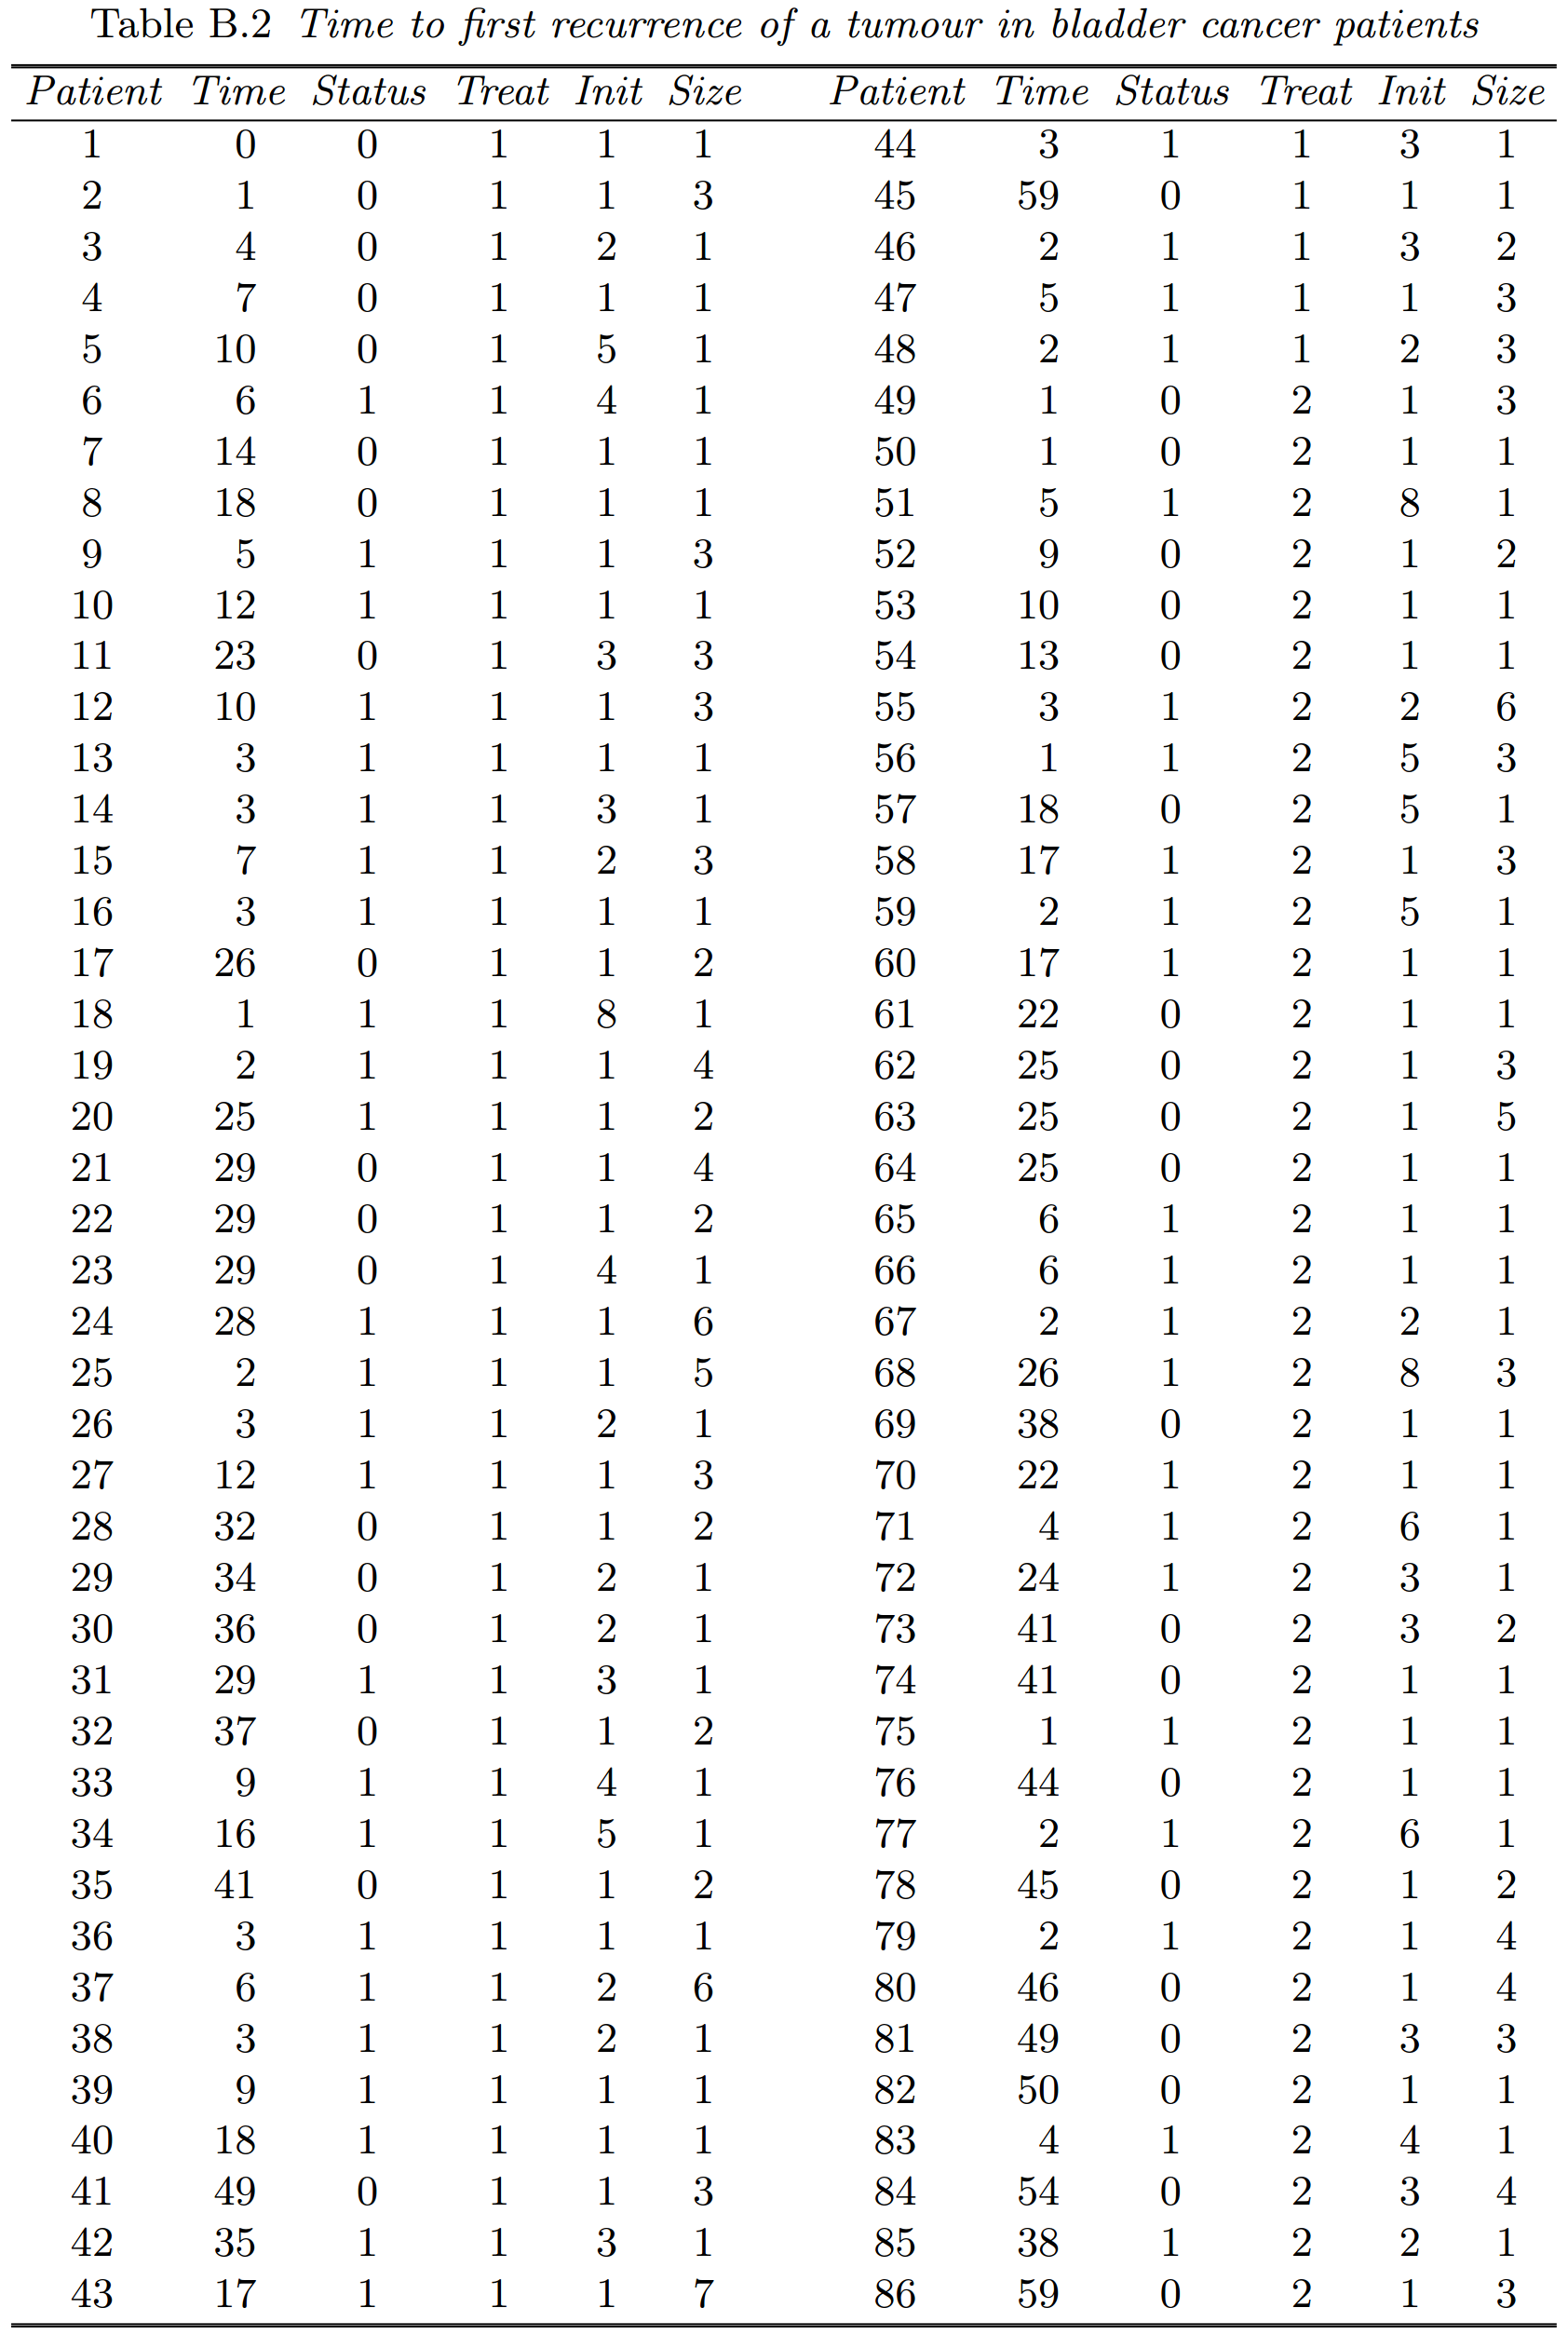 Table B.2 Time to first recurrence of a tumour in bladder cancer patients
Patient Time Status Treat Init Size Patient Time Status Treat Init Size
1 0 0 1 1 1 44 3 1 1 3 1
2 1 0 1 1 3 45 59 0 1 1 1
3 4 0 1 2 1 46 2 1 1 3 2
4 7 0 1 1 1 47 5 1 1 1 3
5 10 0 1 5 1 48 2 1 1 2 3
6 6 1 1 4 1 49 1 0 2 1 3
7 14 0 1 1 1 50 1 0 2 1 1
8 18 0 1 1 1 51 5 1 2 8 1
9 5 1 1 1 3 52 9 0 2 1 2
10 12 1 1 1 1 53 10 0 2 1 1
11 23 0 1 3 3 54 13 0 2 1 1
12 10 1 1 1 3 55 3 1 2 2 6
13 3 1 1 1 1 56 1 1 2 5 3
14 3 1 1 3 1 57 18 0 2 5 1
15 7 1 1 2 3 58 17 1 2 1 3
16 3 1 1 1 1 59 2 1 2 5 1
17 26 0 1 1 2 60 17 1 2 1 1
18 1 1 1 8 1 61 22 0 2 1 1
19 2 1 1 1 4 62 25 0 2 1 3
20 25 1 1 1 2 63 25 0 2 1 5
21 29 0 1 1 4 64 25 0 2 1 1
22 29 0 1 1 2 65 6 1 2 1 1
23 29 0 1 4 1 66 6 1 2 1 1
24 28 1 1 1 6 67 2 1 2 2 1
25 2 1 1 1 5 68 26 1 2 8 3
26 3 1 1 2 1 69 38 0 2 1 1
27 12 1 1 1 3 70 22 1 2 1 1
28 32 0 1 1 2 71 4 1 2 6 1
29 34 0 1 2 1 72 24 1 2 3 1
30 36 0 1 2 1 73 41 0 2 3 2
31 29 1 1 3 1 74 41 0 2 1 1
32 37 0 1 1 2 75 1 1 2 1 1
33 9 1 1 4 1 76 44 0 2 1 1
34 16 1 1 5 1 77 2 1 2 6 1
35 41 0 1 1 2 78 45 0 2 1 2
36 3 1 1 1 1 79 2 1 2 1 4
37 6 1 1 2 6 80 46 0 2 1 4
38 3 1 1 2 1 81 49 0 2 3 3
39 9 1 1 1 1 82 50 0 2 1 1
40 18 1 1 1 1 83 4 1 2 4 1
41 49 0 1 1 3 84 54 0 2 3 4
42 35 1 1 3 1 85 38 1 2 2 1
43 17 1 1 1 7 86 59 0 2 1 3